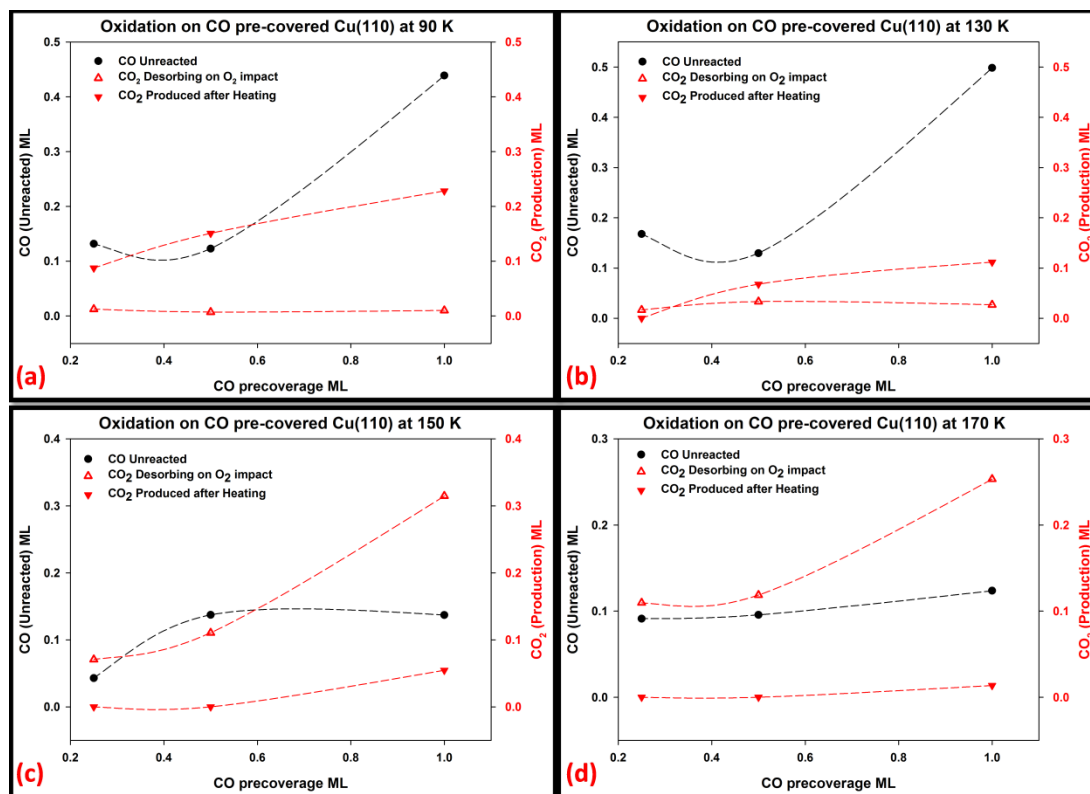 Oxidation on CO pre-covered Cu(110) at 90 K
CO Unreacted
CO₂ Desorbing on O₂ impact
CO₂ Produced after Heating
0.5
0.4
0.3
0.2
0.1
0.0
CO (Unreacted) ML
0.5
0.4
0.3
0.2
0.1
0.0
CO₂ (Production) ML
0.2 0.4 0.6 0.8 1.0
CO precoverage ML
(a)
Oxidation on CO pre-covered Cu(110) at 130 K
CO Unreacted
CO₂ Desorbing on O₂ impact
CO₂ Produced after Heating
0.5
0.4
0.3
0.2
0.1
0.0
CO (Unreacted) ML
0.5
0.4
0.3
0.2
0.1
0.0
CO₂ (Production) ML
0.2 0.4 0.6 0.8 1.0
CO precoverage ML
(b)
Oxidation on CO pre-covered Cu(110) at 150 K
CO Unreacted
CO₂ Desorbing on O₂ impact
CO₂ Produced after Heating
0.4
0.3
0.2
0.1
0.0
CO (Unreacted) ML
0.4
0.3
0.2
0.1
0.0
CO₂ (Production) ML
0.2 0.4 0.6 0.8 1.0
CO precoverage ML
(c)
Oxidation on CO pre-covered Cu(110) at 170 K
CO Unreacted
CO₂ Desorbing on O₂ impact
CO₂ Produced after Heating
0.3
0.2
0.1
0.0
CO (Unreacted) ML
0.3
0.2
0.1
0.0
CO₂ (Production) ML
0.2 0.4 0.6 0.8 1.0
CO precoverage ML
(d)